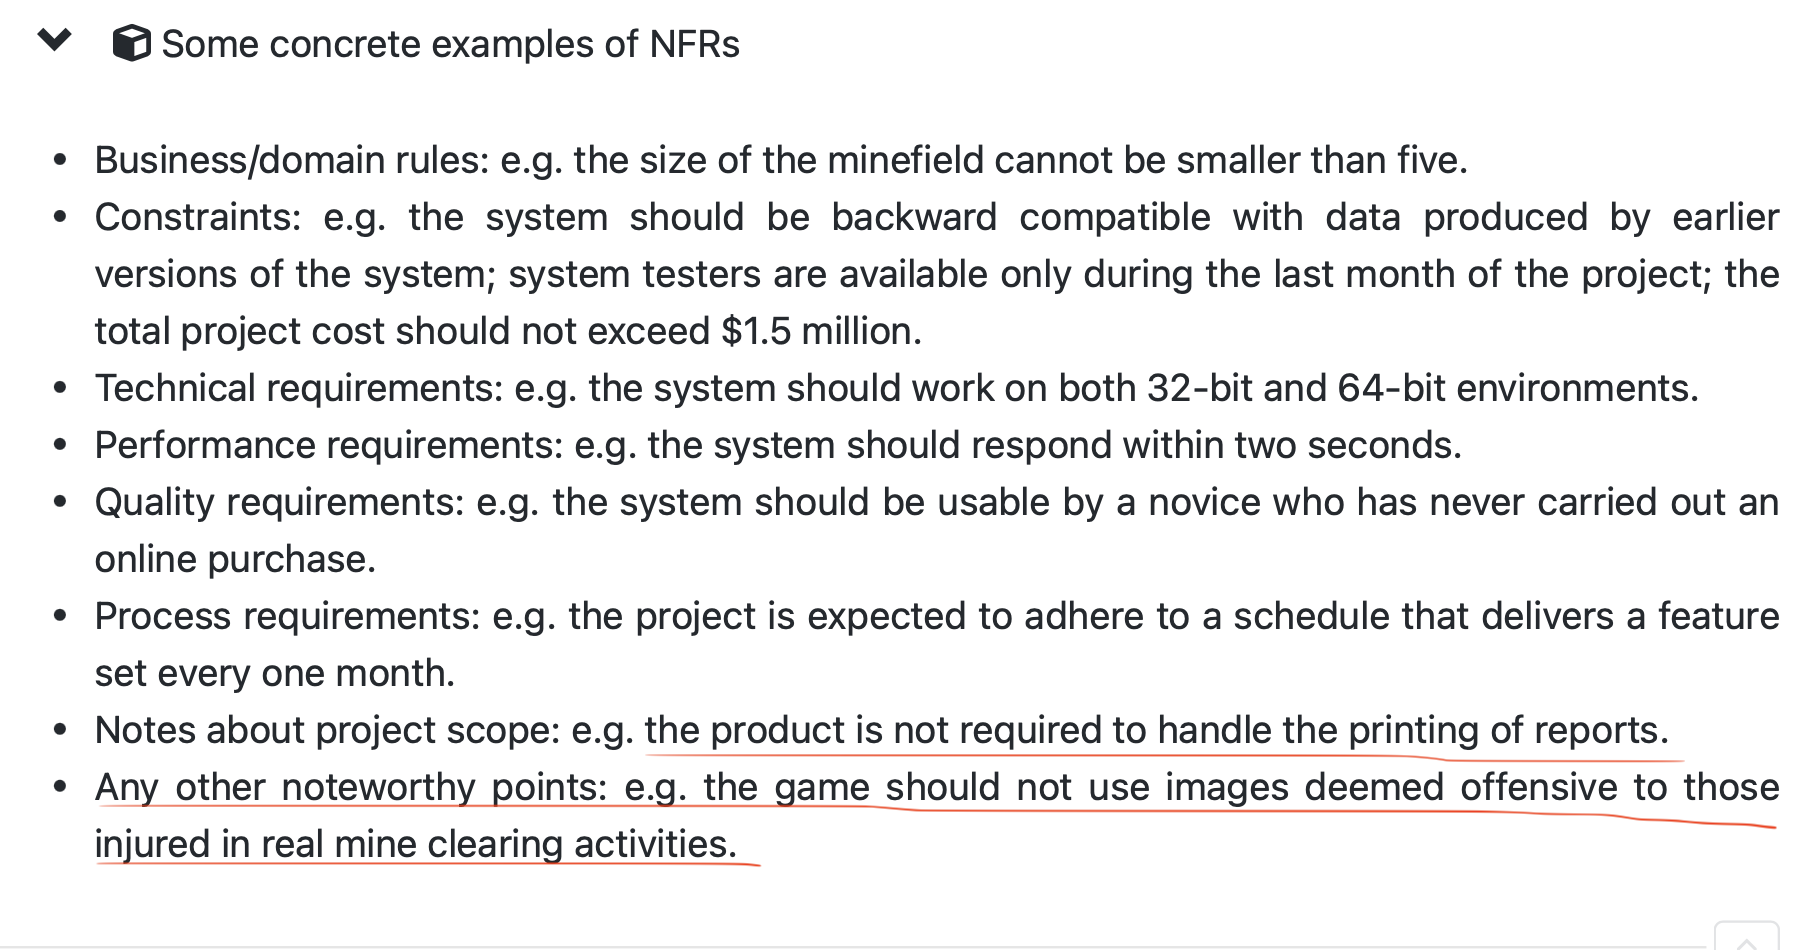 Some concrete examples of NFRs
• Business/domain rules: e.g. the size of the minefield cannot be smaller than five.
• Constraints: e.g. the system should be backward compatible with data produced by earlier
versions of the system; system testers are available only during the last month of the project; the
total project cost should not exceed $1.5 million.
• Technical requirements: e.g. the system should work on both 32-bit and 64-bit environments.
• Performance requirements: e.g. the system should respond within two seconds.
• Quality requirements: e.g. the system should be usable by a novice who has never carried out an
online purchase.
• Process requirements: e.g. the project is expected to adhere to a schedule that delivers a feature
set every one month.
• Notes about project scope: e.g. the product is not required to handle the printing of reports.
• Any other noteworthy points: e.g. the game should not use images deemed offensive to those
injured in real mine clearing activities.